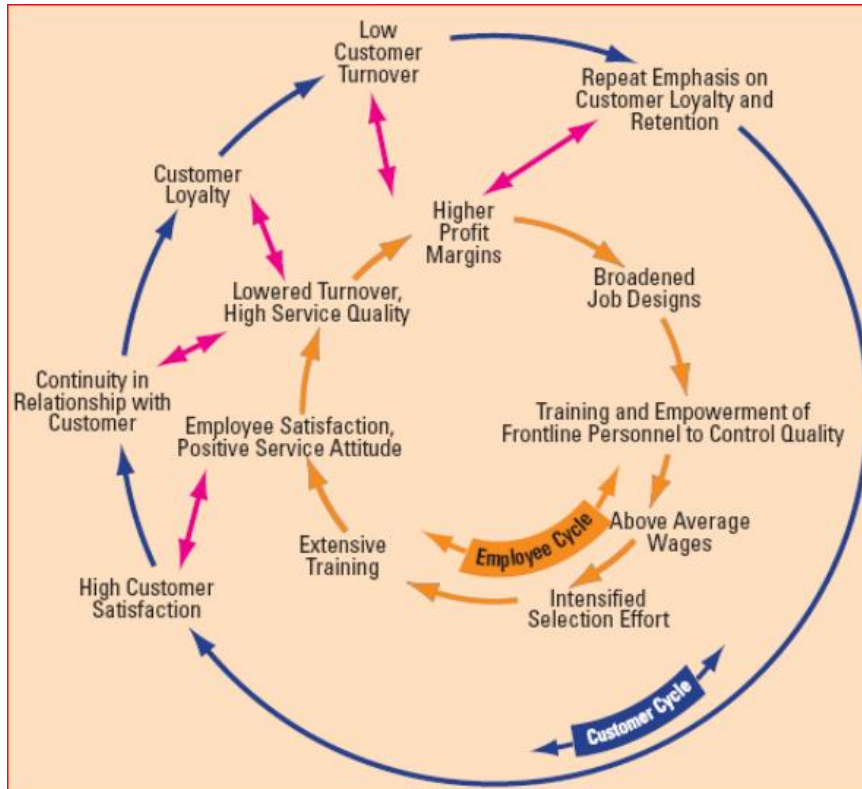 Low
Customer
Turnover
Repeat Emphasis on
Customer Loyalty and
Retention
Customer
Loyalty
Higher
Profit
Margins
Broadened
Job Designs
Lowered Turnover,
High Service Quality
Continuity in
Relationship with
Customer
Employee Satisfaction,
Positive Service Attitude
Training and Empowerment of
Frontline Personnel to Control Quality
Extensive
Training
Employee Cycle
Above Average
Wages
High Customer
Satisfaction
Intensified
Selection Effort
Customer Cycle